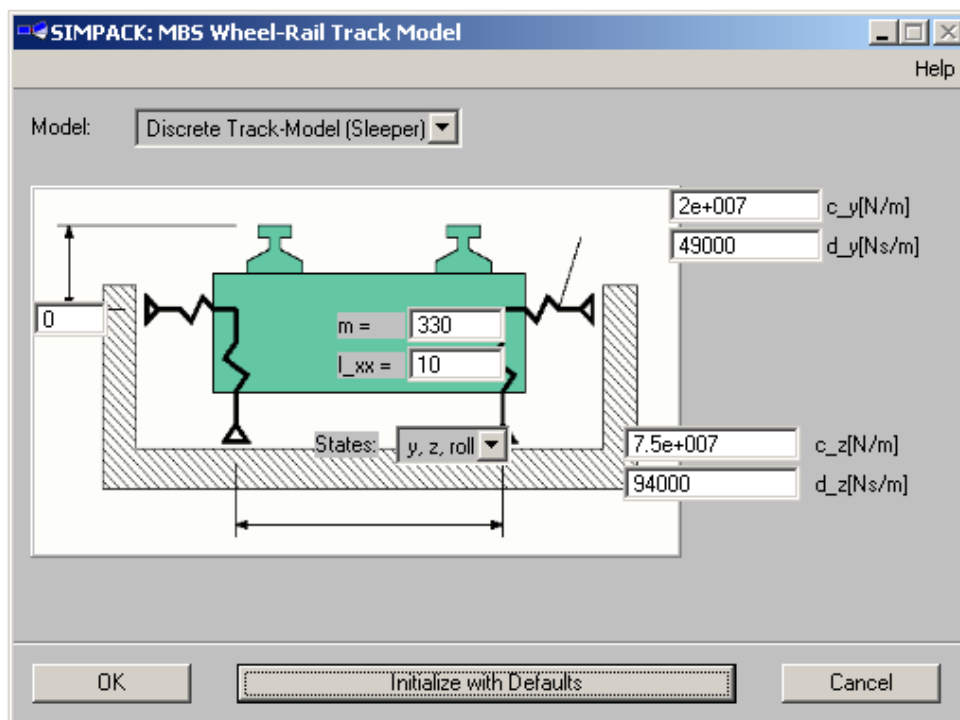 SIMPACK: MBS Wheel-Rail Track Model
Help
Model: Discrete Track-Model (Sleeper)
2e+007 c_y[N/m]
49000 d_y[Ns/m]
0
m = 330
I_xx = 10
States: y, z, roll
7.5e+007 c_z[N/m]
94000 d_z[Ns/m]
OK Initialize with Defaults Cancel